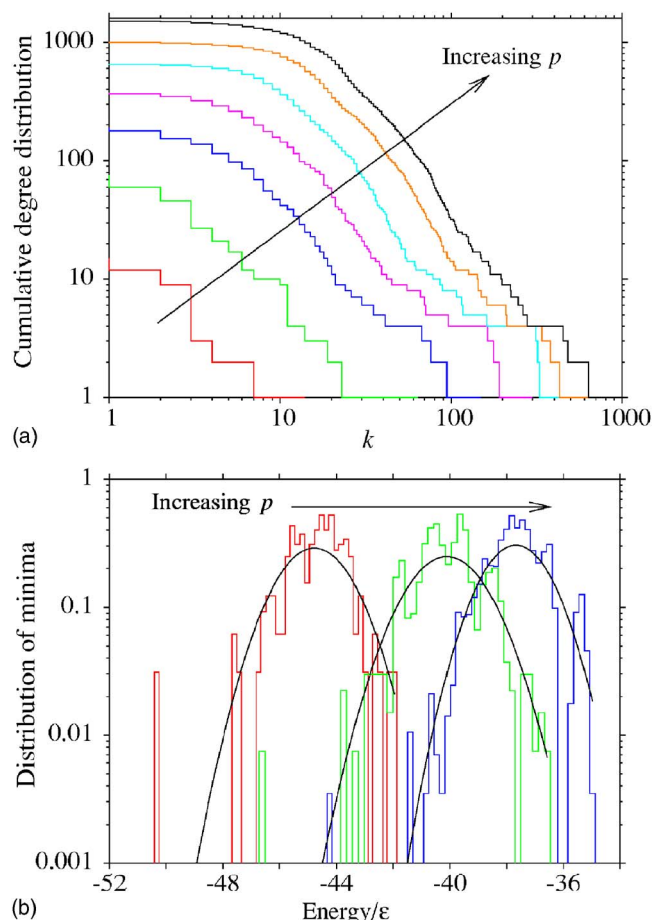 1000
Increasing p
100
10
1
Cumulative degree distribution
1 10 100 1000
k
(a)
1
Increasing p
0.1
0.01
0.001
Distribution of minima
-52 -48 -44 -40 -36
Energy/ε
(b)